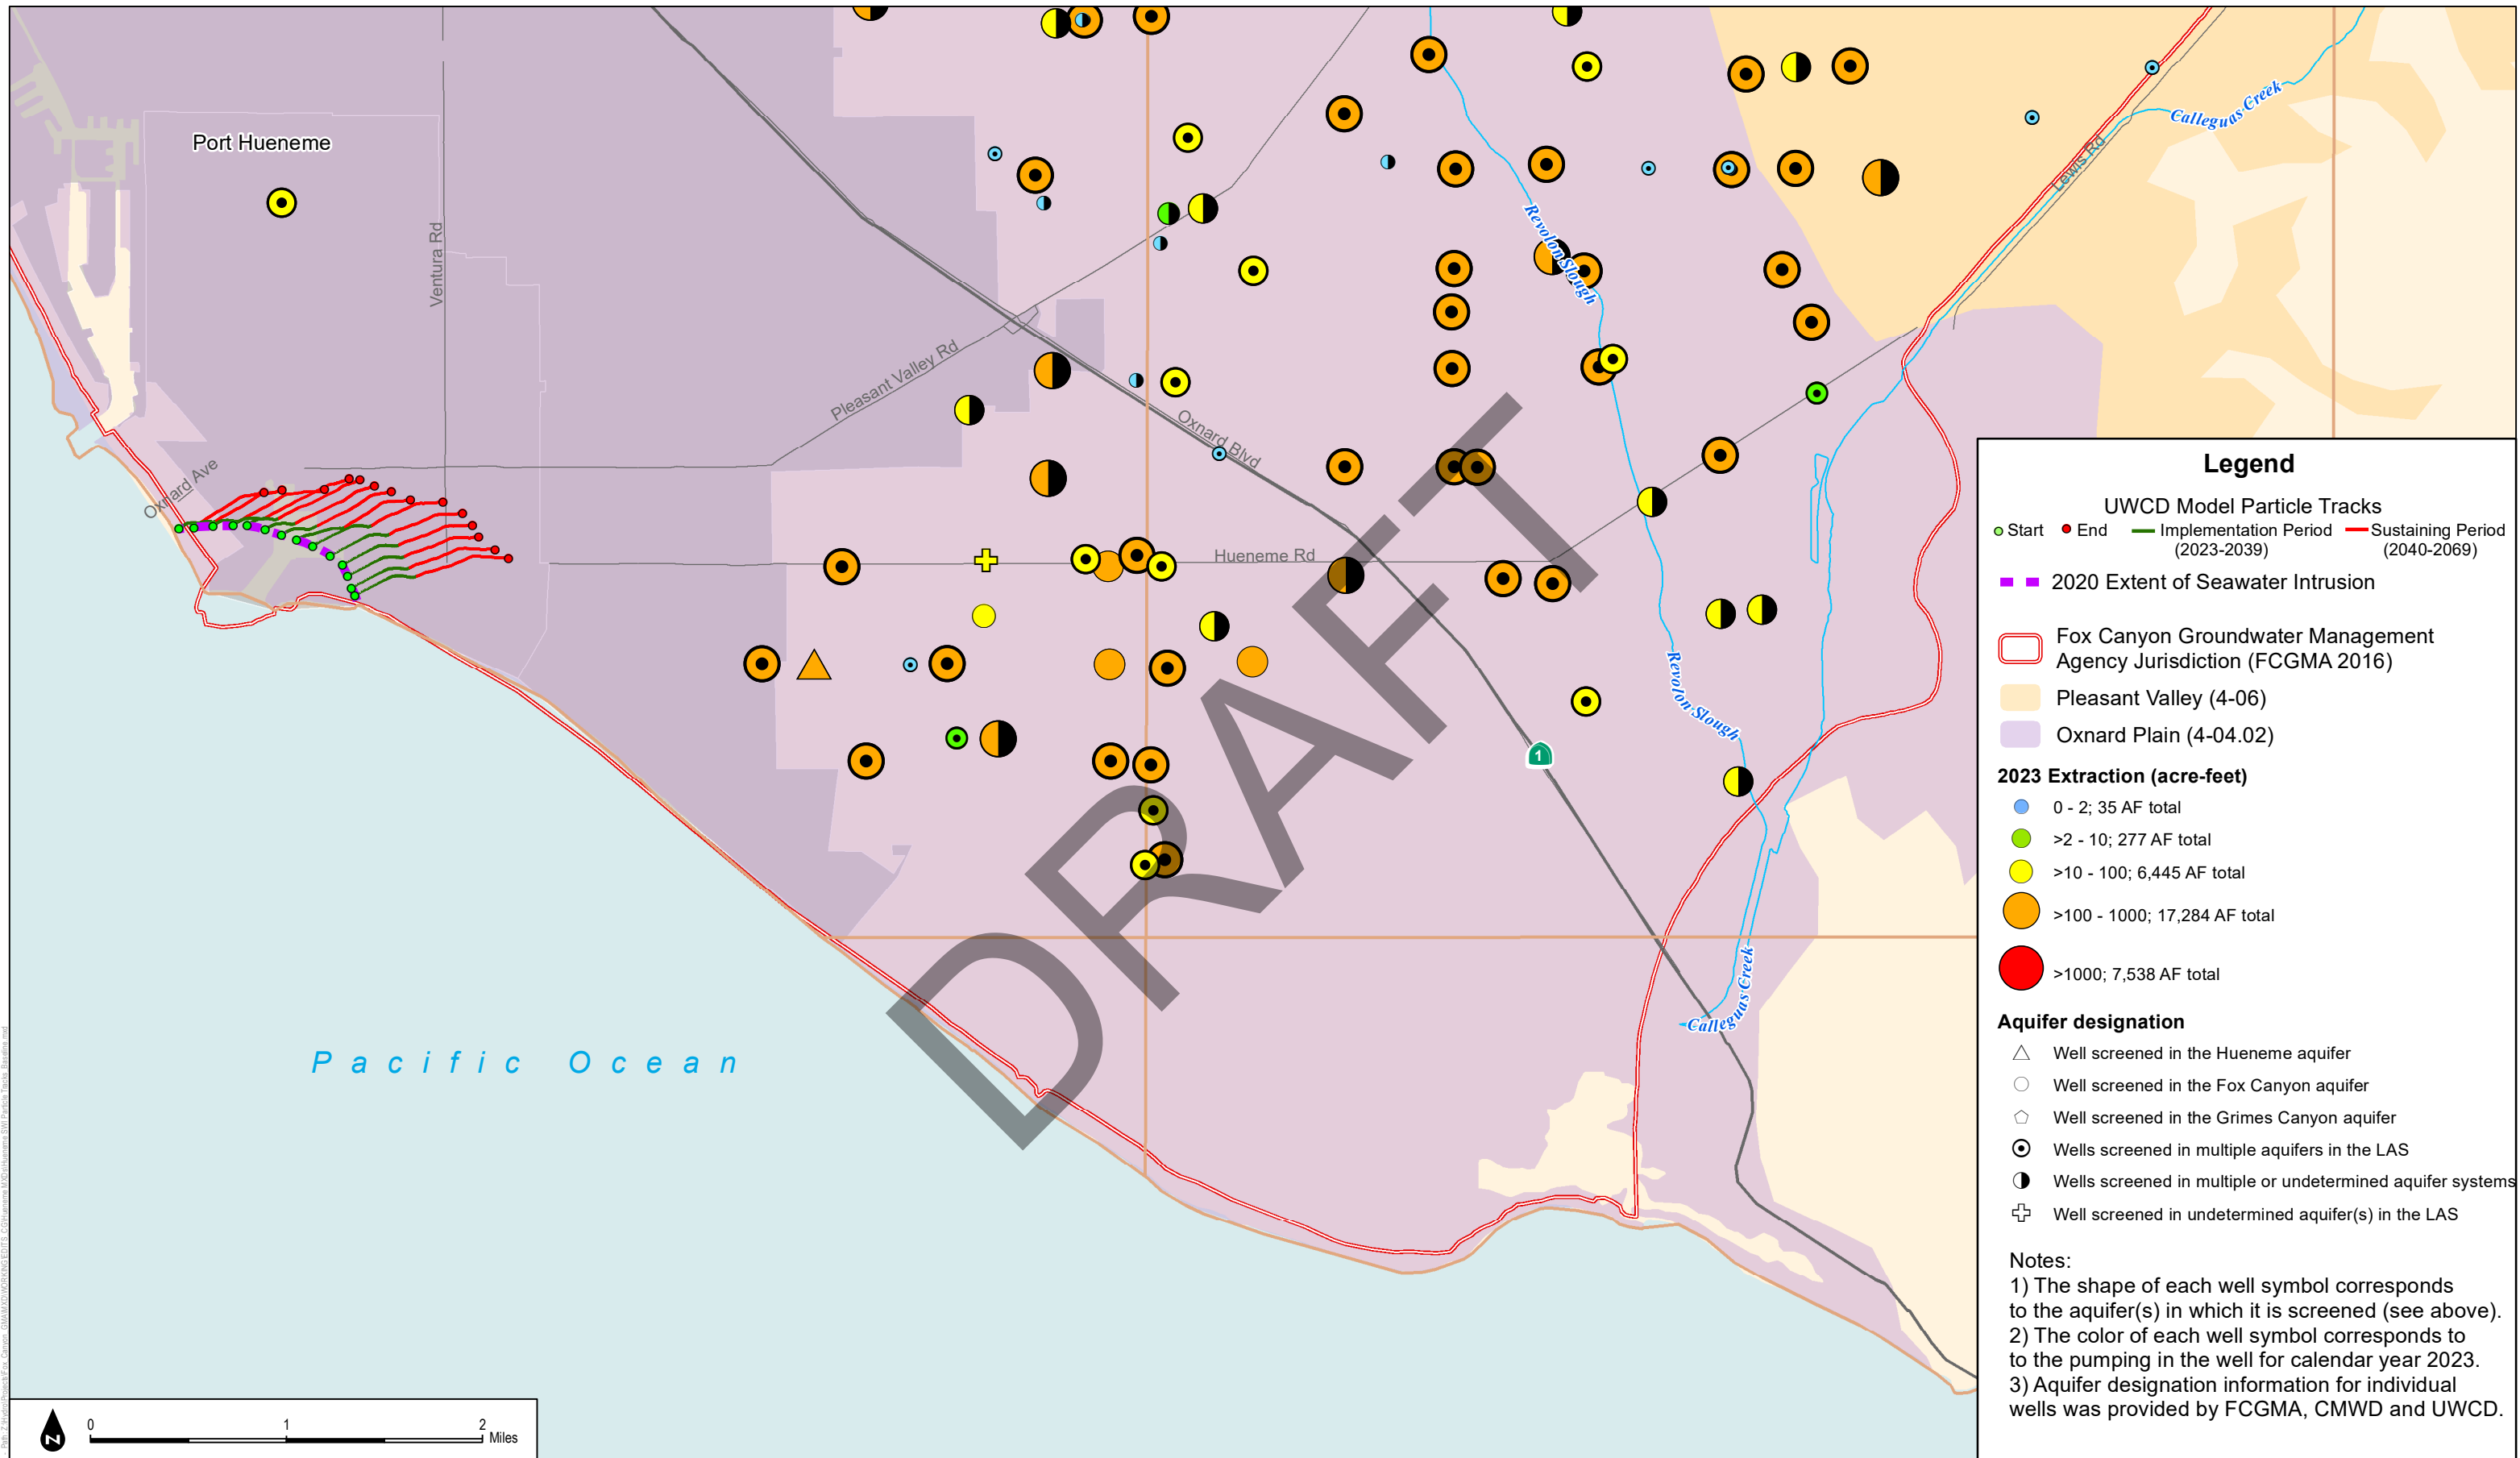 Port Hueneme
Ventura Rd
Oxnard Ave
Pleasant Valley Rd
Oxnard Blvd
Hueneme Rd
Lewis Rd
Calleguas Creek
Revolon Slough
Revolon Slough
Calleguas Creek
1
Pacific Ocean
DRAFT
N
0 1 2
Miles
Legend
UWCD Model Particle Tracks
Start End Implementation Period Sustaining Period
(2023-2039) (2040-2069)
2020 Extent of Seawater Intrusion
Fox Canyon Groundwater Management
Agency Jurisdiction (FCGMA 2016)
Pleasant Valley (4-06)
Oxnard Plain (4-04.02)
2023 Extraction (acre-feet)
0 - 2; 35 AF total
>2 - 10; 277 AF total
>10 - 100; 6,445 AF total
>100 - 1000; 17,284 AF total
>1000; 7,538 AF total
Aquifer designation
Well screened in the Hueneme aquifer
Well screened in the Fox Canyon aquifer
Well screened in the Grimes Canyon aquifer
Wells screened in multiple aquifers in the LAS
Wells screened in multiple or undetermined aquifer systems
Well screened in undetermined aquifer(s) in the LAS
Notes:
1) The shape of each well symbol corresponds
to the aquifer(s) in which it is screened (see above).
2) The color of each well symbol corresponds to
to the pumping in the well for calendar year 2023.
3) Aquifer designation information for individual
wells was provided by FCGMA, CMWD and UWCD.